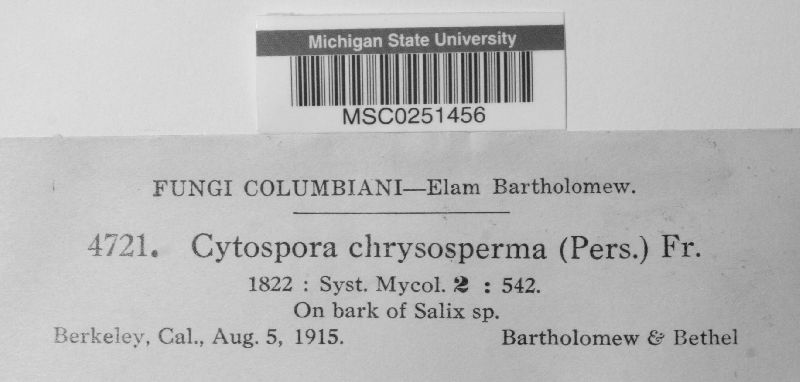 Michigan State University
MSC0251456
FUNGI COLUMBIANI—Elam Bartholomew.
4721. Cytospora chrysosperma (Pers.) Fr.
1822 : Syst. Mycol. 2 : 542.
On bark of Salix sp.
Berkeley, Cal., Aug. 5, 1915. Bartholomew & Bethel